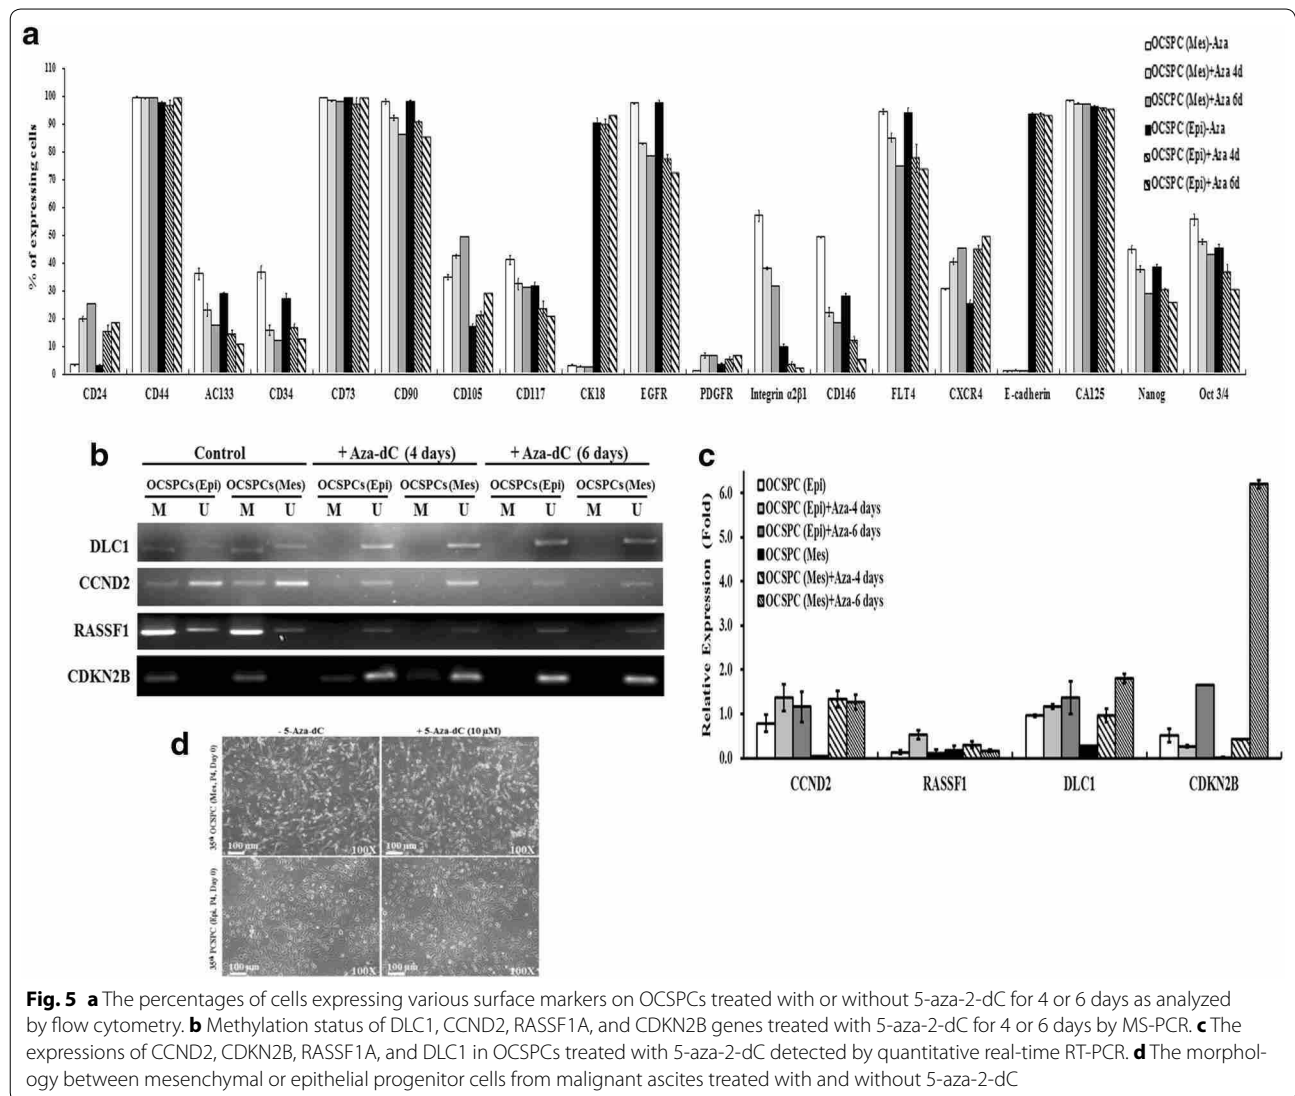 a
OCSPC (Mes)-Aza
OCSPC (Mes)+Aza 4d
OSCPC (Mes)+Aza 6d
OCSPC (Epi)-Aza
OCSPC (Epi)+Aza 4d
OCSPC (Epi)+Aza 6d
% of expressing cells
110
100
90
80
70
60
50
40
30
20
10
0
CD24 CD44 AC133 CD34 CD73 CD90 CD105 CD117 CK18 EGFR PDGFR Integrin α2β1 CD146 FLT4 CXCR4 E-cadherin CA125 Nanog Oct 3/4
b
Control + Aza-dC (4 days) + Aza-dC (6 days)
OCSPCs (Epi) OCSPCs (Mes) OCSPCs (Epi) OCSPCs (Mes) OCSPCs (Epi) OCSPCs (Mes)
M U M U M U M U M U M U
DLC1
CCND2
RASSF1
CDKN2B
c
Relative Expression (Fold)
6.0
5.0
4.0
3.0
2.0
1.0
0.0
OCSPC (Epi)
OCSPC (Epi)+Aza-4 days
OCSPC (Epi)+Aza-6 days
OCSPC (Mes)
OCSPC (Mes)+Aza-4 days
OCSPC (Mes)+Aza-6 days
CCND2 RASSF1 DLC1 CDKN2B
d
- 5-Aza-dC + 5-Aza-dC (10 µM)
35th OCSPC (Mes, P4, Day 0)
100 µm 100X 100 µm 100X
35th PCSPC (Epi, P4, Day 0)
100 µm 100X 100 µm 100X
Fig. 5 a The percentages of cells expressing various surface markers on OCSPCs treated with or without 5-aza-2-dC for 4 or 6 days as analyzed
by flow cytometry. b Methylation status of DLC1, CCND2, RASSF1A, and CDKN2B genes treated with 5-aza-2-dC for 4 or 6 days by MS-PCR. c The
expressions of CCND2, CDKN2B, RASSF1A, and DLC1 in OCSPCs treated with 5-aza-2-dC detected by quantitative real-time RT-PCR. d The morphol-
ogy between mesenchymal or epithelial progenitor cells from malignant ascites treated with and without 5-aza-2-dC